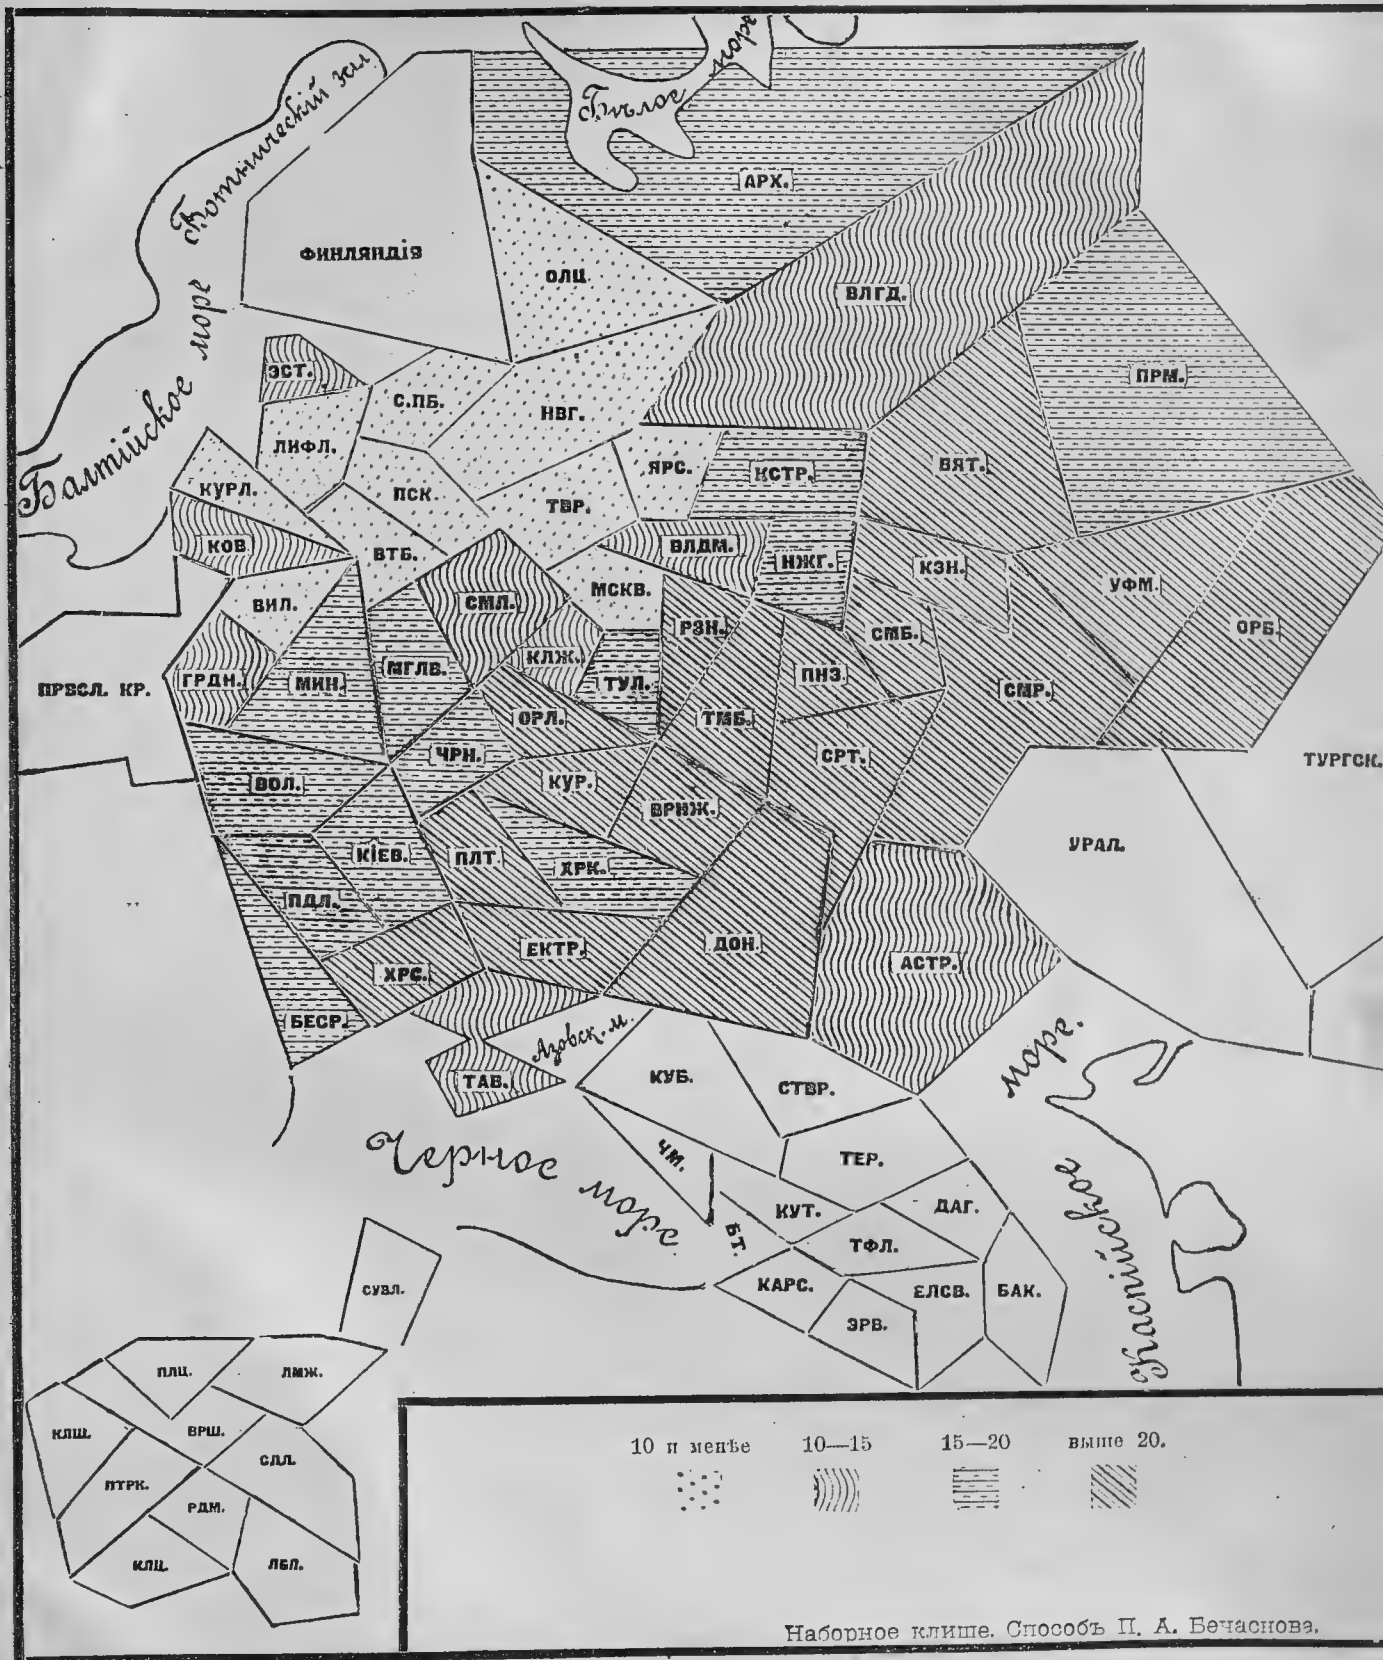 Ботническій зал.
Бѣлое море
АРХ.
ФИНЛЯНДІЯ
ОЛЦ.
ВЛГД.
Балтійское море
ЭСТ.
С.ПБ.
НВГ.
ПРМ.
ЛИФЛ.
ЯРС.
КСТР.
ВЯТ.
КУРЛ.
ПСК.
ТВР.
КОВ.
ВТБ.
ВЛДМ.
НЖГ.
КЗН.
УФМ.
ВИЛ.
СМЛ.
МСКВ.
РЗН.
СМБ.
ОРБ.
ПРВСЛ. КР.
ГРДН.
МИН.
МГЛВ.
КЛЖ.
ТУЛ.
ПНЗ.
СМР.
ОРЛ.
ТМБ.
ЧРН.
СРТ.
ТУРГСК.
ВОЛ.
КУР.
ВРНЖ.
КІЕВ.
ПЛТ.
ХРК.
УРАЛ.
ПДЛ.
ХРС.
ЕКТР.
ДОН.
АСТР.
БЕСР.
Азовск. м.
ТАВ.
КУБ.
СТВР.
Каспійское море.
Черное море
ЧМ.
ТЕР.
КУТ.
ДАГ.
БТ.
ТФЛ.
КАРС.
ЕЛСВ.
БАК.
ЭРВ.
СУВЛ.
ПЛЦ.
ЛМЖ.
КЛШ.
ВРШ.
СДЛ.
ПТРК.
РДМ.
КЛЦ.
ЛБЛ.
10 и менѣе 10—15 15—20 выше 20.
Наборное клише. Способъ П. А. Бечаснова.